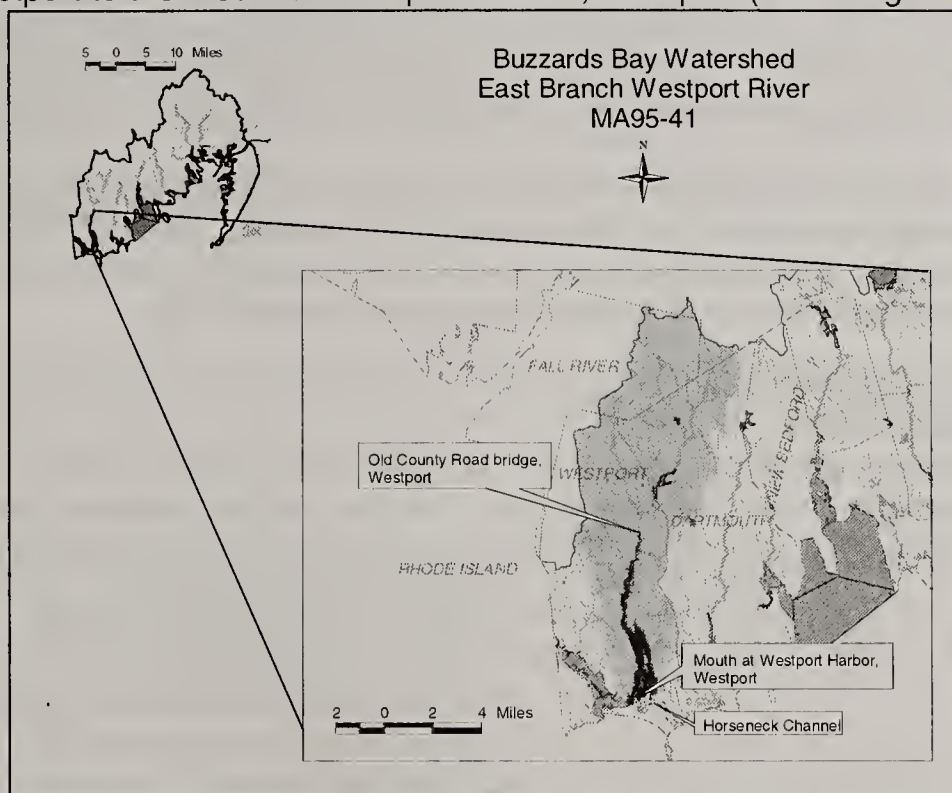 5 0 5 10 Miles
Buzzards Bay Watershed
East Branch Westport River
MA95-41
N
FALL RIVER
Old County Road bridge,
Westport
WESTPORT
NEW BEDFORD
DARTMOUTH
RHODE ISLAND
Mouth at Westport Harbor,
Westport
2 0 2 4 Miles
Horseneck Channel